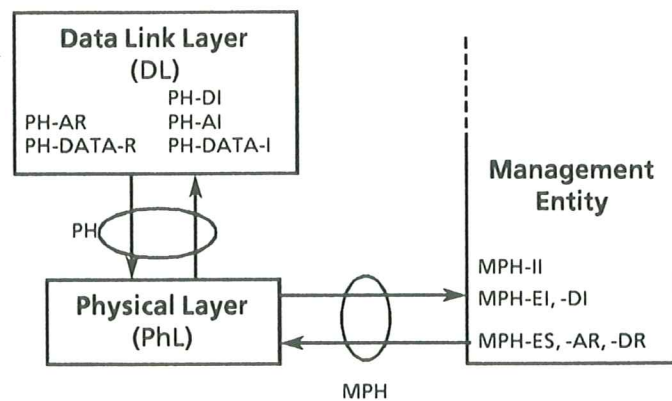 Data Link Layer
(DL)
PH-DI
PH-AR PH-AI
PH-DATA-R PH-DATA-I
PH
Physical Layer
(PhL)
MPH
Management
Entity
MPH-II
MPH-EI, -DI
MPH-ES, -AR, -DR